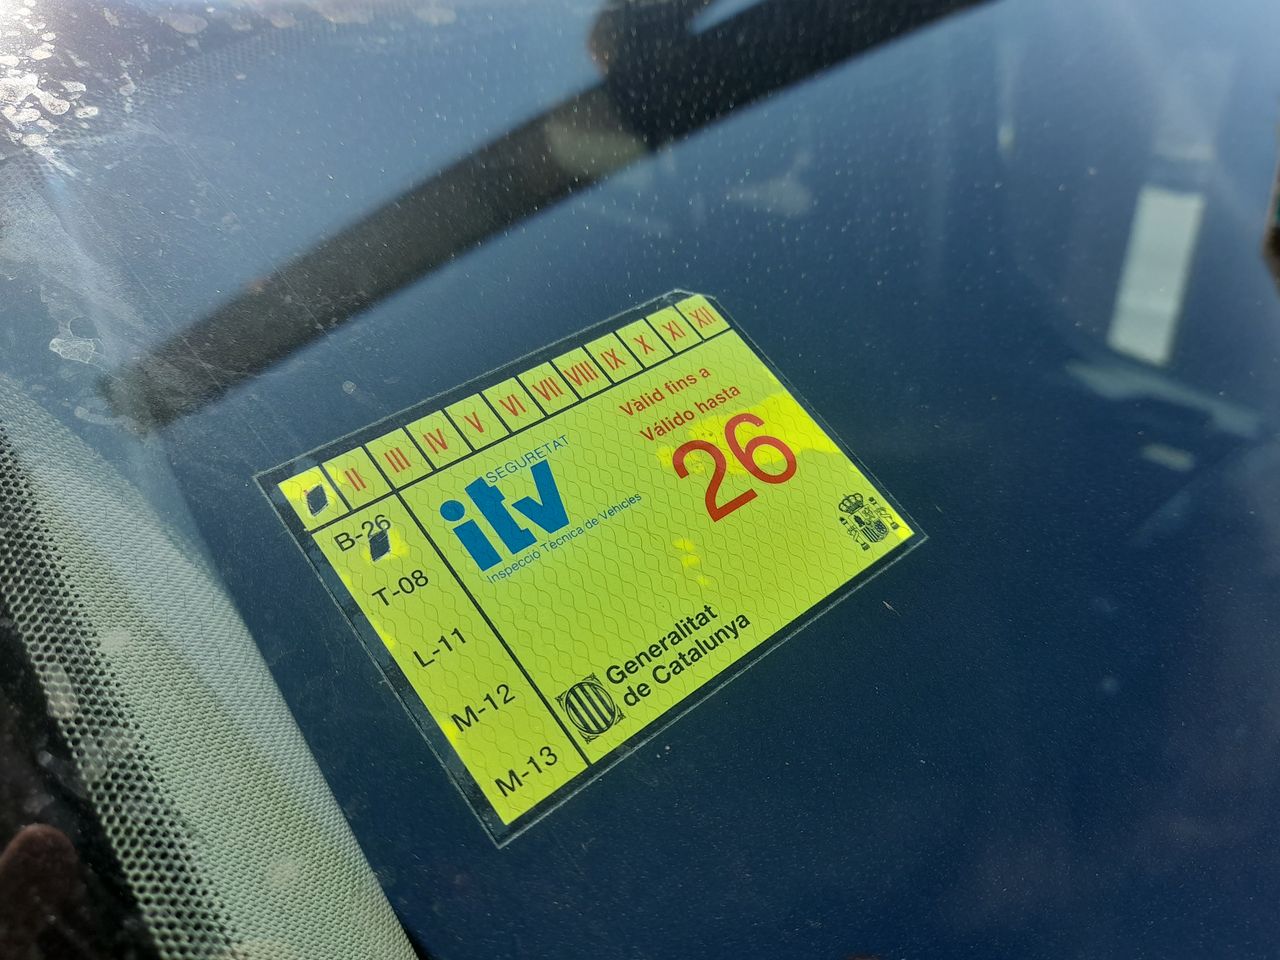 II III IV V VI VII VIII IX X XI XII
B-26
T-08
L-11
M-12
M-13
SEGURETAT
itv
Inspecció Tècnica de Vehicles
Vàlid fins a
Válido hasta
26
Generalitat
de Catalunya